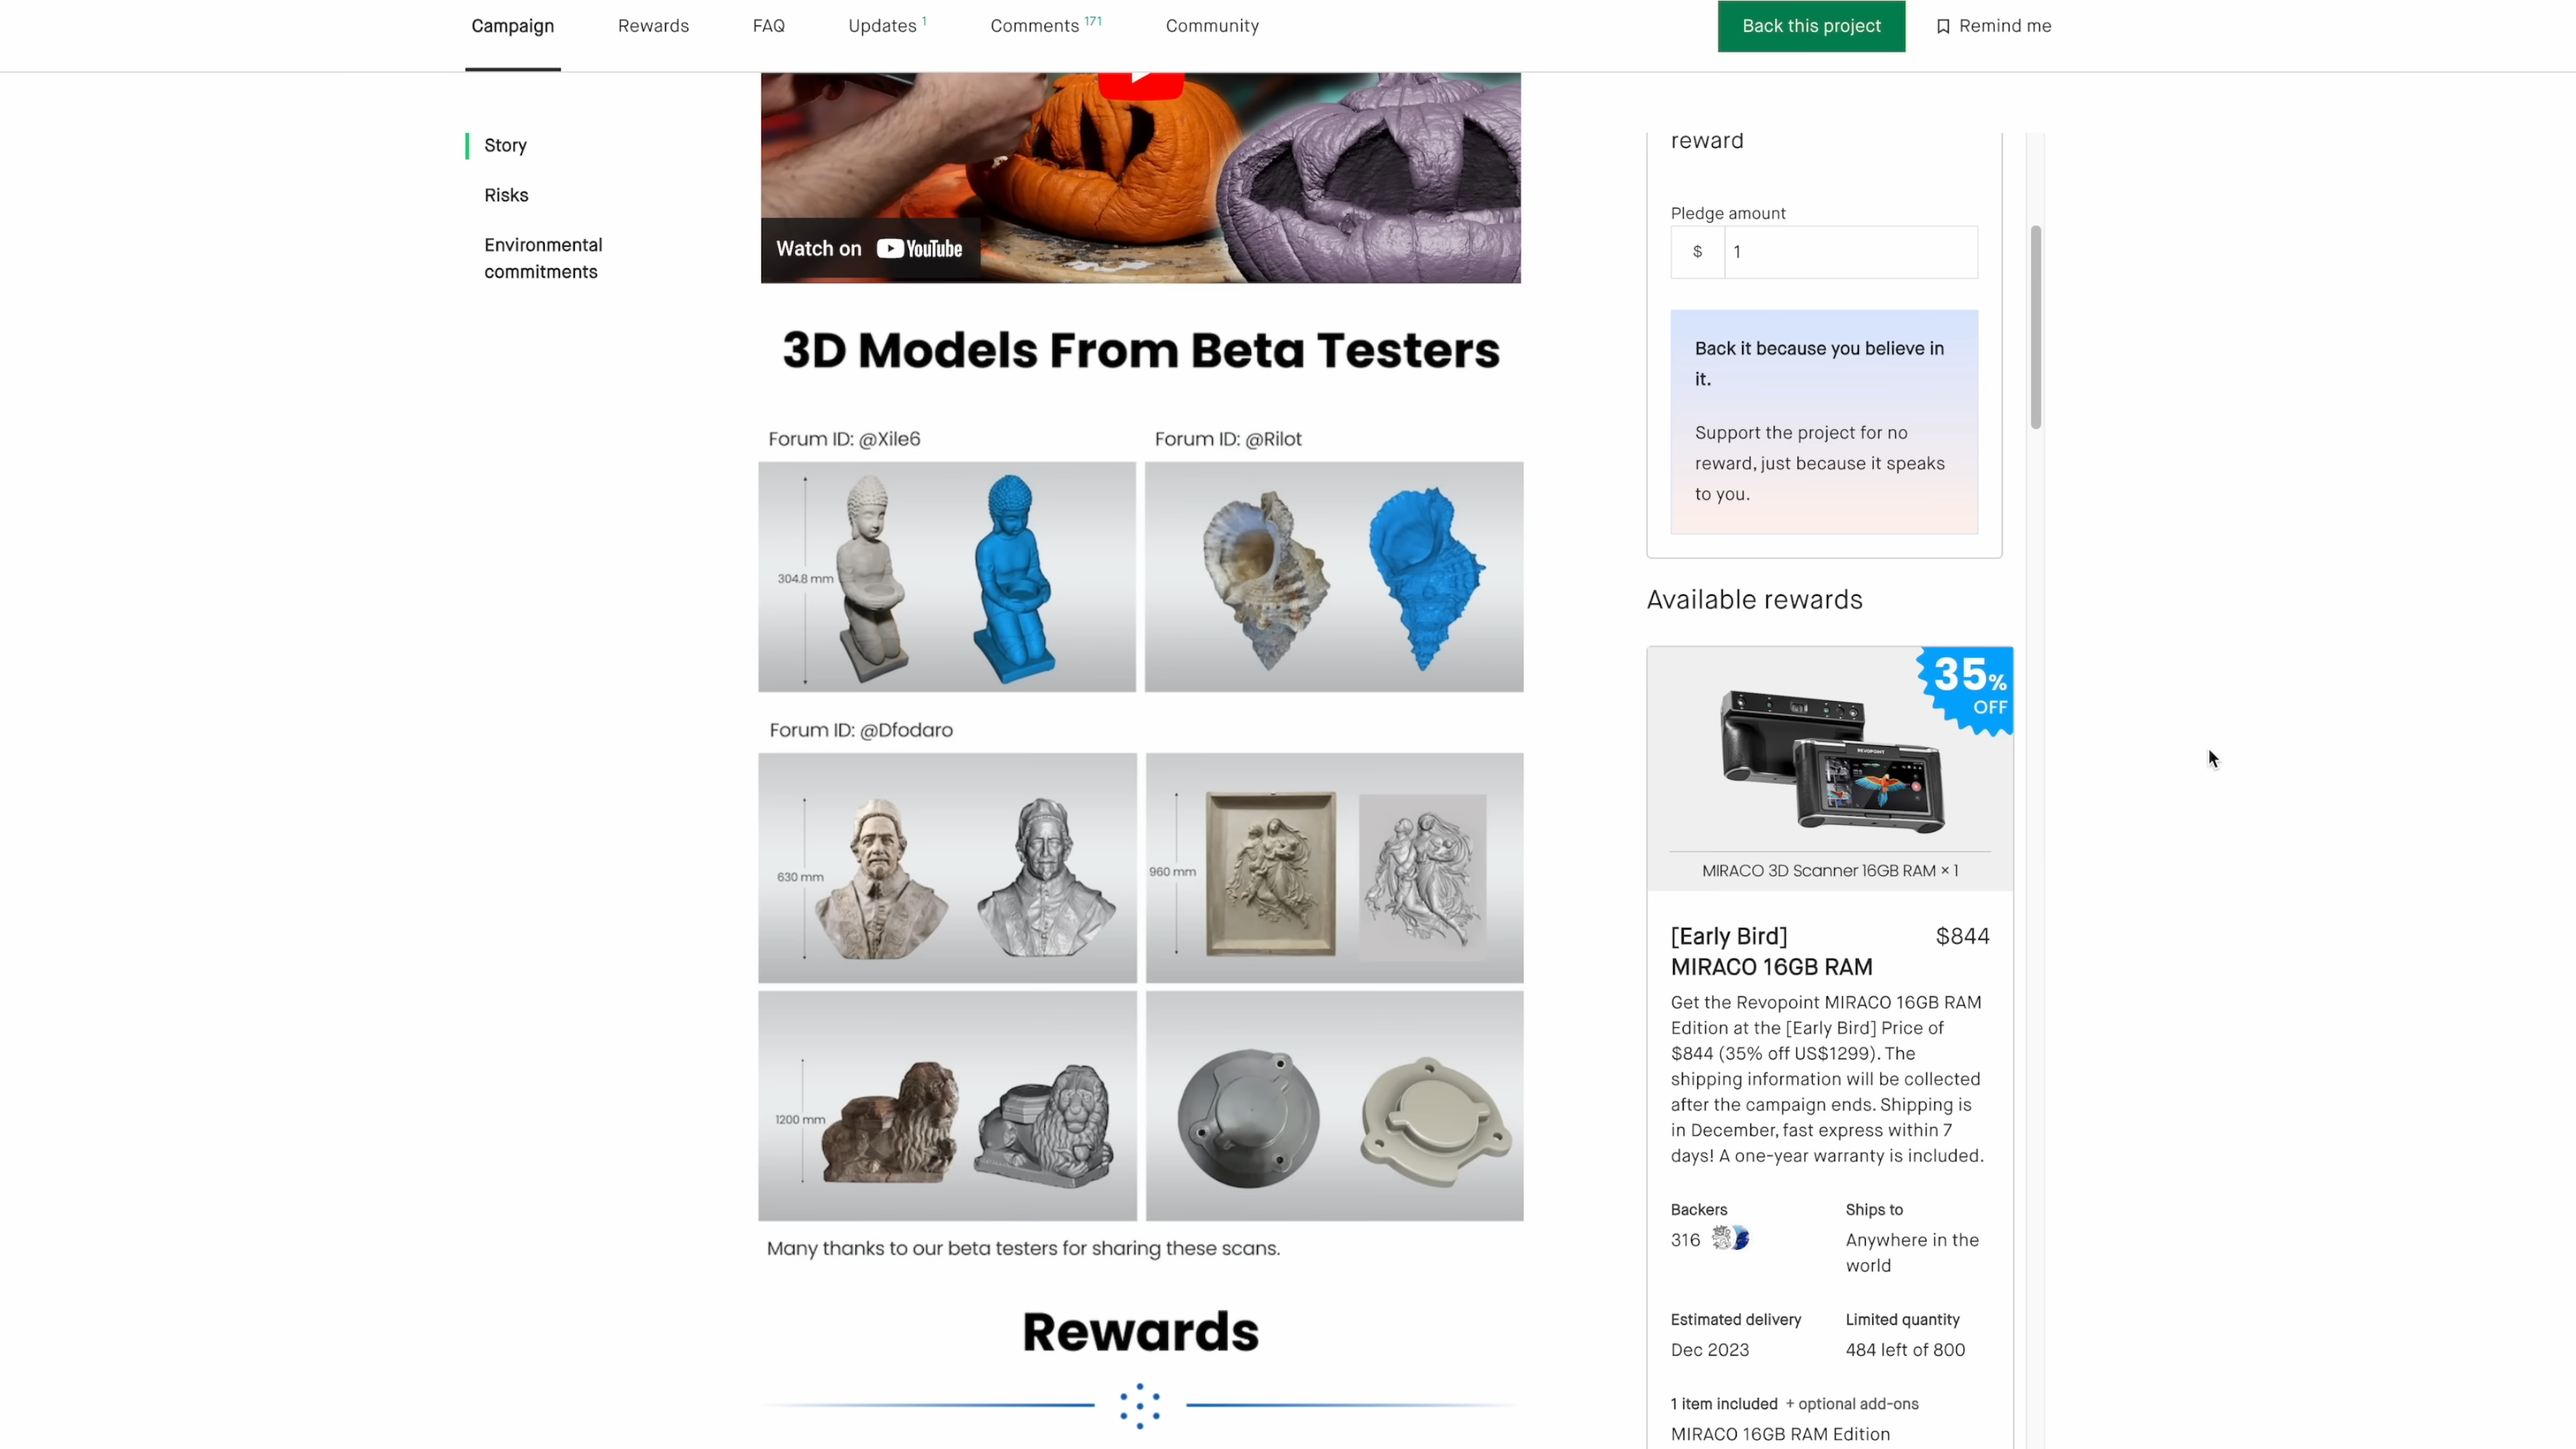 Campaign
Rewards
FAQ
Updates 1
Comments 171
Community
Back this project
Remind me
Story
Risks
Environmental
commitments
Watch on YouTube
3D Models From Beta Testers
Forum ID: @Xile6
Forum ID: @Rilot
304.8 mm
Forum ID: @Dfodaro
630 mm
960 mm
1200 mm
Many thanks to our beta testers for sharing these scans.
Rewards
reward
Pledge amount
$ 1
Back it because you believe in
it.
Support the project for no
reward, just because it speaks
to you.
Available rewards
35%
OFF
REVOPOINT
MIRACO 3D Scanner 16GB RAM × 1
[Early Bird] $844
MIRACO 16GB RAM
Get the Revopoint MIRACO 16GB RAM
Edition at the [Early Bird] Price of
$844 (35% off US$1299). The
shipping information will be collected
after the campaign ends. Shipping is
in December, fast express within 7
days! A one-year warranty is included.
Backers
316
Ships to
Anywhere in the
world
Estimated delivery
Dec 2023
Limited quantity
484 left of 800
1 item included + optional add-ons
MIRACO 16GB RAM Edition